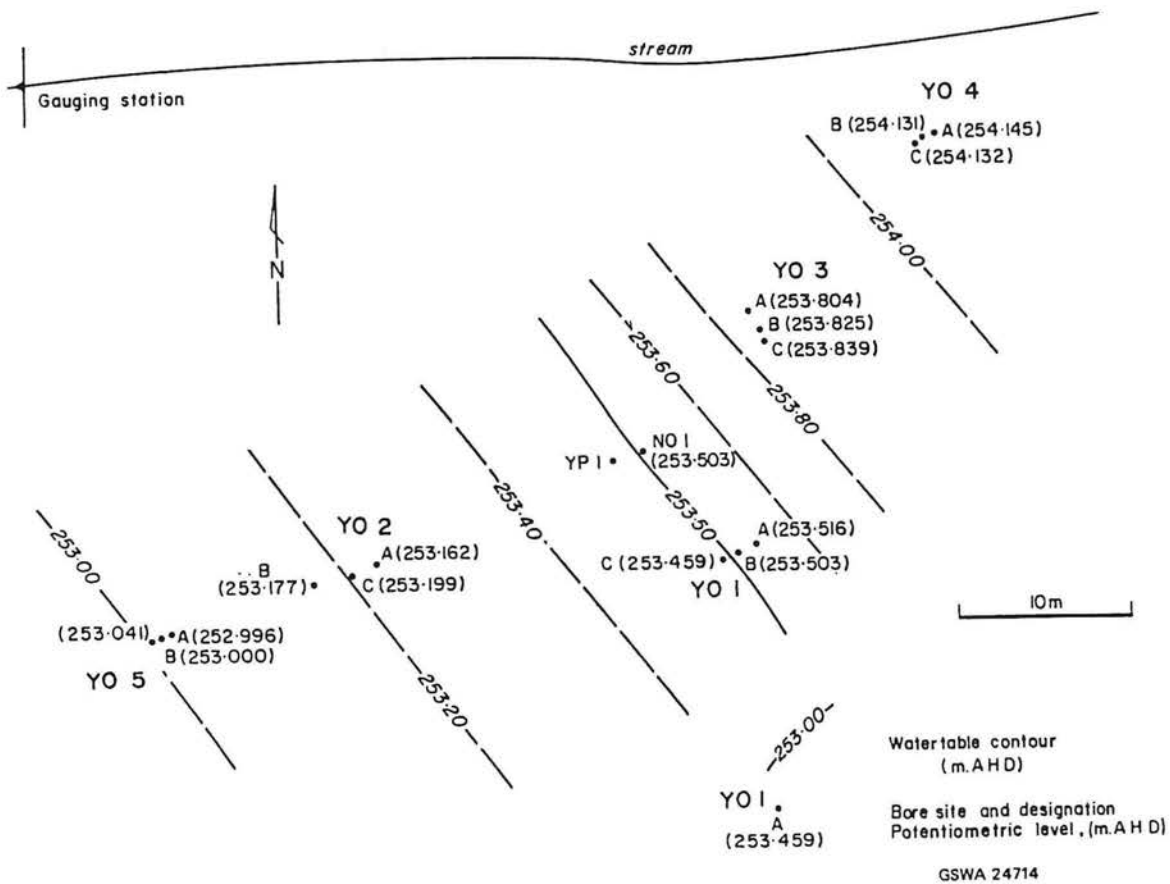 stream
Gauging station
YO 4
B (254·131)
A (254·145)
C (254·132)
254·00
N
YO 3
A (253·804)
B (253·825)
C (253·839)
253·60
253·80
NO 1
(253·503)
YP 1
253·50
253·40
A (253·516)
C (253·459)
B (253·503)
YO 1
253·00
YO 2
A (253·162)
B
(253·177)
C (253·199)
(253·041)
A (252·996)
B (253·000)
YO 5
253·20
10m
253·00
Watertable contour
(m. A H D)
YO 1
A
(253·459)
Bore site and designation
Potentiometric level, (m. A H D)
GSWA 24714